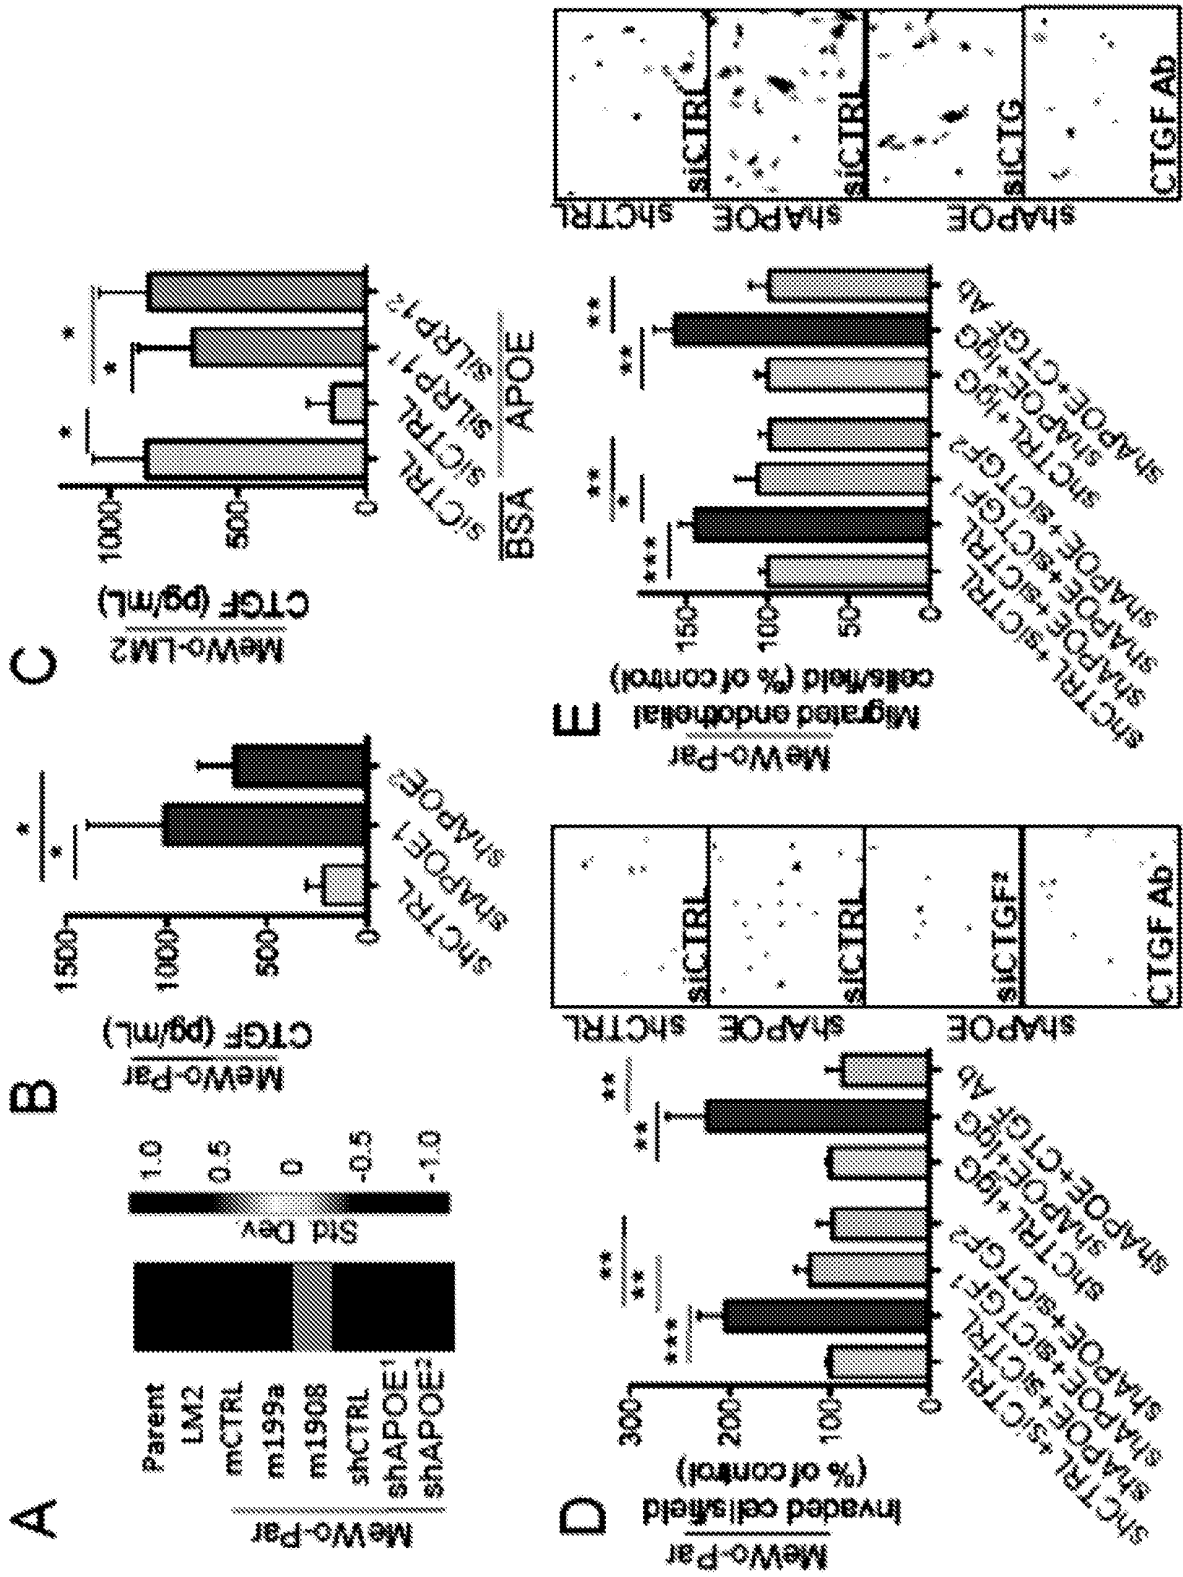 A
Parent
LM2
mCTRL
m199a
m1908
shCTRL
shAPOE¹
shAPOE²
MeWo-Par
1.0
0.5
0
-0.5
-1.0
Std. Dev.
B
MeWo-Par
CTGF (pg/mL)
1500
1000
500
0
*
*
shCTRL
shAPOE1
shAPOE²
C
MeWo-LM2
CTGF (pg/mL)
1000
500
0
*
*
*
siCTRL
siCTRL
siLRP1¹
siLRP1²
BSA
APOE
D
MeWo-Par
Invaded cells/field
(% of control)
300
200
100
0
***
**
**
**
**
shCTRL +siCTRL
shAPOE+siCTRL
shAPOE+siCTGF¹
shAPOE+siCTGF²
shCTRL +IgG
shAPOE+IgG
shAPOE+CTGF Ab
shCTRL
siCTRL
shAPOE
siCTRL
shAPOE
siCTGF²
CTGF Ab
E
MeWo-Par
Migrated endothelial
cells/field (% of control)
150
100
50
0
***
*
**
**
**
shCTRL +siCTRL
shAPOE+siCTRL
shAPOE+siCTGF¹
shAPOE+siCTGF²
shCTRL +IgG
shAPOE+IgG
shAPOE+CTGF Ab
shCTRL
siCTRL
shAPOE
siCTRL
shAPOE
siCTG
CTGF Ab